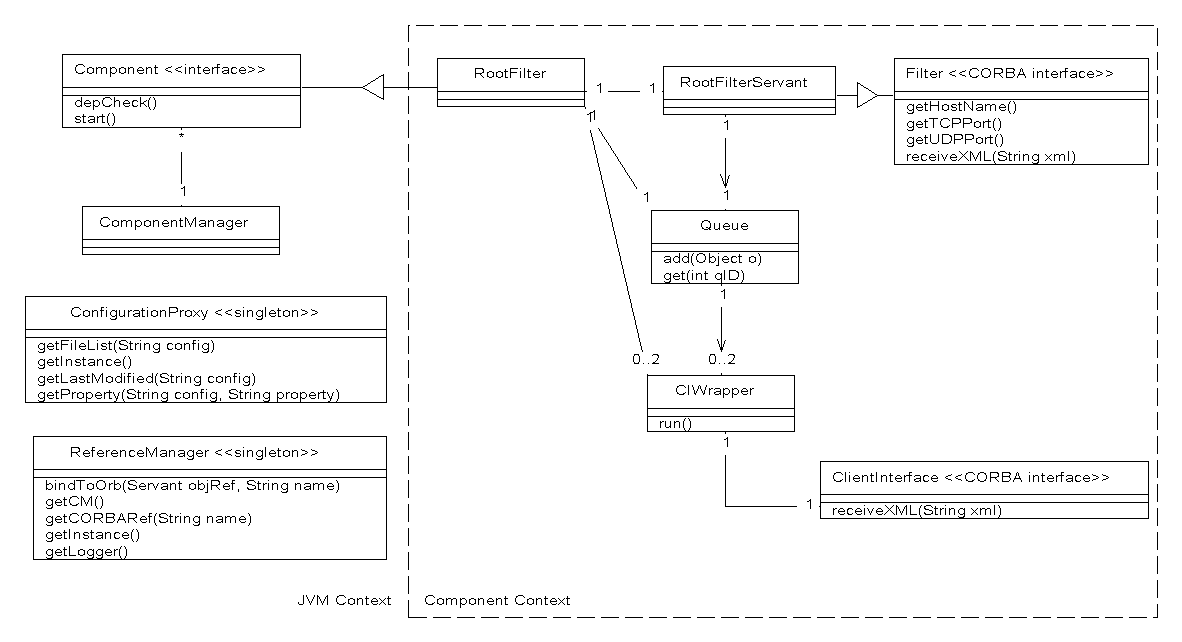 Component <<interface>>
depCheck()
start()
*
1
ComponentManager
ConfigurationProxy <<singleton>>
getFileList(String config)
getInstance()
getLastModified(String config)
getProperty(String config, String property)
ReferenceManager <<singleton>>
bindToOrb(Servant objRef, String name)
getCM()
getCORBARef(String name)
getInstance()
getLogger()
JVM Context
RootFilter
1
1
1
1
RootFilterServant
1
1
Filter <<CORBA interface>>
getHostName()
getTCPPort()
getUDPPort()
receiveXML(String xml)
1
Queue
add(Object o)
get(int qID)
1
0..2
0..2
CIWrapper
run()
1
1
ClientInterface <<CORBA interface>>
receiveXML(String xml)
Component Context